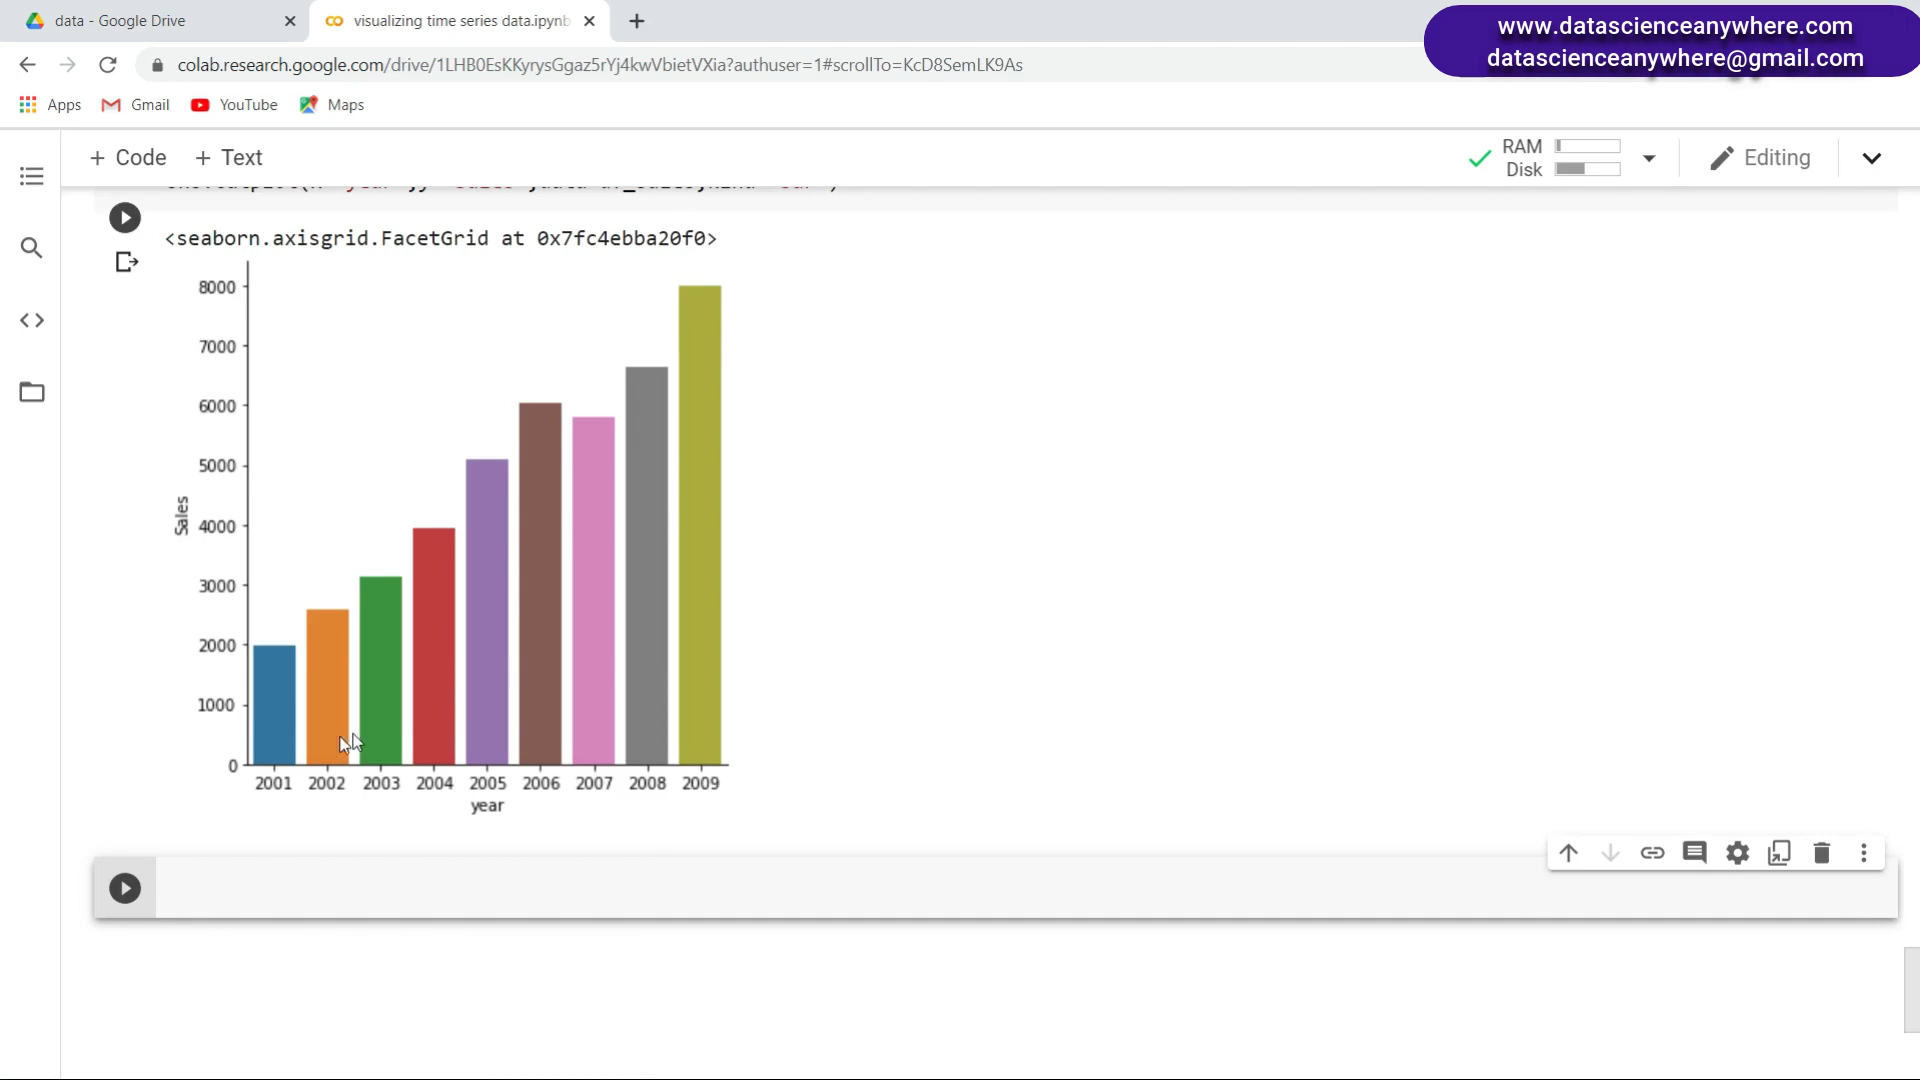 data - Google Drive
visualizing time series data.ipynb
www.datascienceanywhere.com
datascienceanywhere@gmail.com
colab.research.google.com/drive/1LHB0EsKKyrysGgaz5rYj4kwVbietVXia?authuser=1#scrollTo=KcD8SemLK9As
Apps
Gmail
YouTube
Maps
+ Code
+ Text
RAM
Disk
Editing
<seaborn.axisgrid.FacetGrid at 0x7fc4ebba20f0>
8000
7000
6000
5000
4000
3000
2000
1000
0
Sales
2001 2002 2003 2004 2005 2006 2007 2008 2009
year